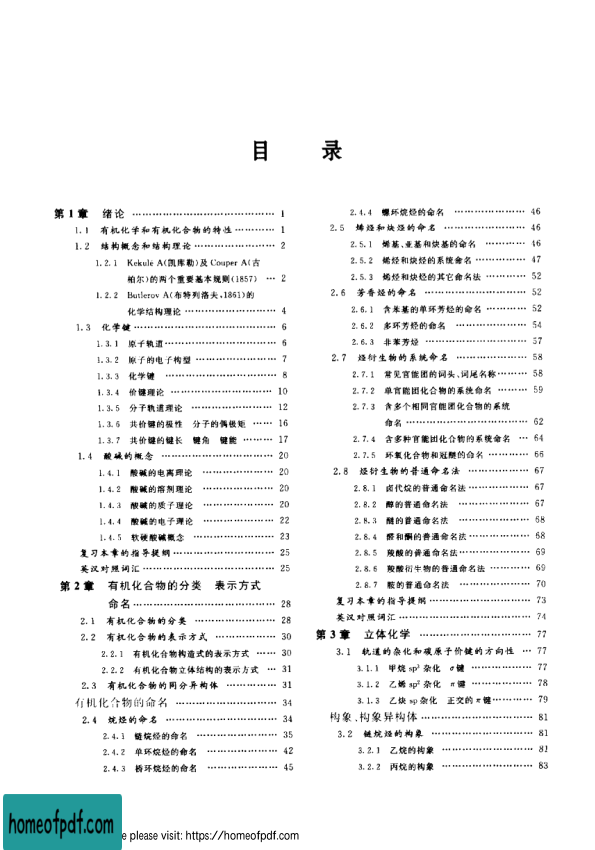 目 录
第1章 绪论 …… 1
1.1 有机化学和有机化合物的特性 …… 1
1.2 结构概念和结构理论 …… 2
1.2.1 Kekulé A(凯库勒)及 Couper A(古
柏尔)的两个重要基本规则(1857) … 2
1.2.2 Butlerov A(布特列洛夫,1861)的
化学结构理论 …… 4
1.3 化学键 …… 6
1.3.1 原子轨道 …… 6
1.3.2 原子的电子构型 …… 7
1.3.3 化学键 …… 8
1.3.4 价键理论 …… 10
1.3.5 分子轨道理论 …… 12
1.3.6 共价键的极性 分子的偶极矩 …… 16
1.3.7 共价键的键长 键角 键能 …… 17
1.4 酸碱的概念 …… 20
1.4.1 酸碱的电离理论 …… 20
1.4.2 酸碱的溶剂理论 …… 20
1.4.3 酸碱的质子理论 …… 20
1.4.4 酸碱的电子理论 …… 22
1.4.5 软硬酸碱概念 …… 23
复习本章的指导提纲 …… 25
英汉对照词汇 …… 25
第2章 有机化合物的分类 表示方式
命名 …… 28
2.1 有机化合物的分类 …… 28
2.2 有机化合物的表示方式 …… 30
2.2.1 有机化合物构造式的表示方式 …… 30
2.2.2 有机化合物立体结构的表示方式 … 31
2.3 有机化合物的同分异构体 …… 31
有机化合物的命名 …… 34
2.4 烷烃的命名 …… 34
2.4.1 链烷烃的命名 …… 35
2.4.2 单环烷烃的命名 …… 42
2.4.3 桥环烷烃的命名 …… 45
2.4.4 螺环烷烃的命名 …… 46
2.5 烯烃和炔烃的命名 …… 46
2.5.1 烯基、亚基和炔基的命名 …… 46
2.5.2 烯烃和炔烃的系统命名 …… 47
2.5.3 烯烃和炔烃的其它命名法 …… 52
2.6 芳香烃的命名 …… 52
2.6.1 含苯基的单环芳烃的命名 …… 52
2.6.2 多环芳烃的命名 …… 54
2.6.3 非苯芳烃 …… 57
2.7 烃衍生物的系统命名 …… 58
2.7.1 常见官能团的词头、词尾名称 …… 58
2.7.2 单官能团化合物的系统命名 …… 59
2.7.3 含多个相同官能团化合物的系统
命名 …… 62
2.7.4 含多种官能团化合物的系统命名 … 64
2.7.5 环氧化合物和冠醚的命名 …… 66
2.8 烃衍生物的普通命名法 …… 67
2.8.1 卤代烷的普通命名法 …… 67
2.8.2 醇的普通命名法 …… 67
2.8.3 醚的普通命名法 …… 68
2.8.4 醛和酮的普通命名法 …… 68
2.8.5 羧酸的普通命名法 …… 69
2.8.6 羧酸衍生物的普通命名法 …… 69
2.8.7 胺的普通命名法 …… 70
复习本章的指导提纲 …… 73
英汉对照词汇 …… 74
第3章 立体化学 …… 77
3.1 轨道的杂化和碳原子价键的方向性 … 77
3.1.1 甲烷 sp³ 杂化 σ键 …… 77
3.1.2 乙烯 sp² 杂化 π键 …… 78
3.1.3 乙炔 sp 杂化 正交的π键 …… 79
构象、构象异构体 …… 81
3.2 链烷烃的构象 …… 81
3.2.1 乙烷的构象 …… 81
3.2.2 丙烷的构象 …… 83
homeofpdf.com
e please visit: https://homeofpdf.com